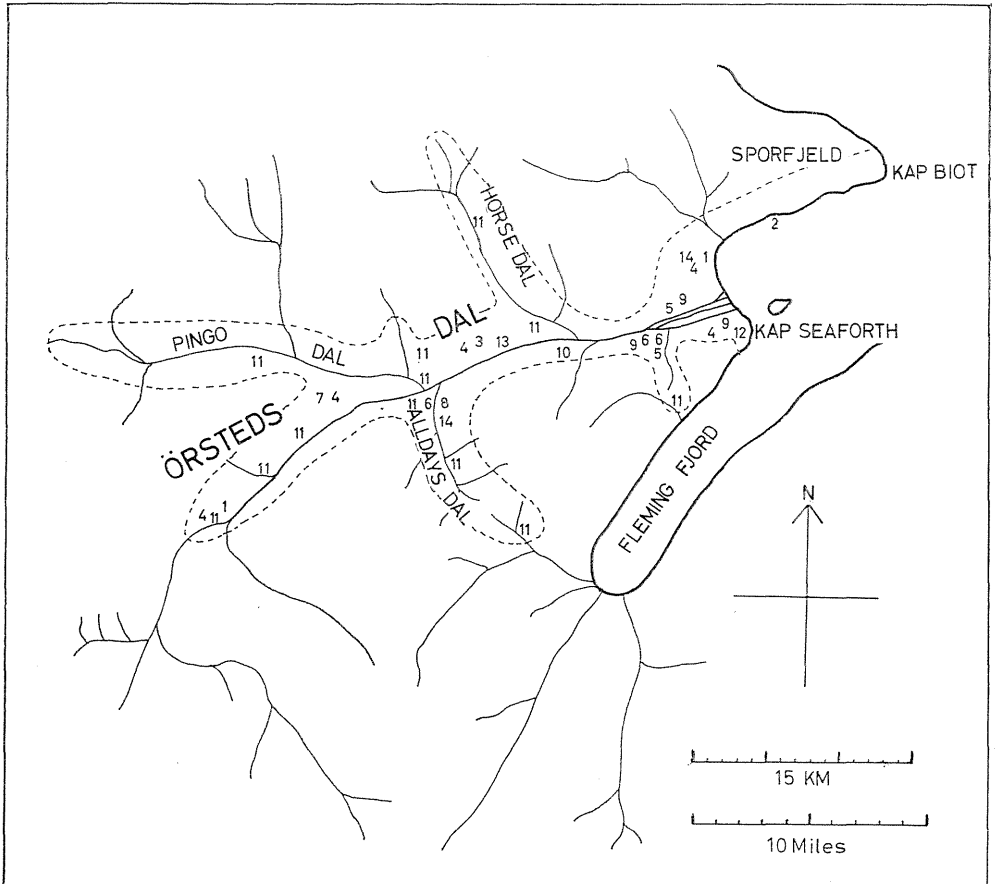 SPORFJELD
KAP BIOT
2
HORSE DAL
11
14
4
1
5 9
DAL
11
4 3 13
10
9 6 6
5
4 9 12
KAP SEAFORTH
PINGO DAL
11
11
11
11 6 8
14
7 4
ÖRSTEDS
11
11
ALLDAYS DAL
11
11
11
4 11 1
FLEMING FJORD
N
15 KM
10 Miles